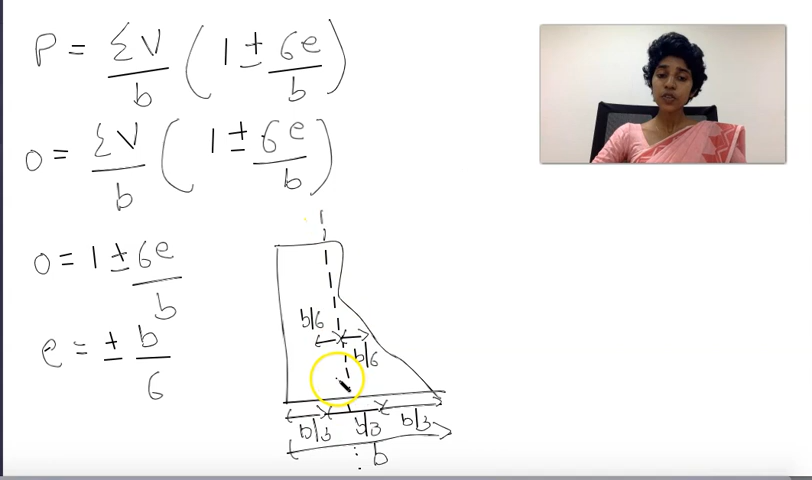 P = ΣV/b (1 ± 6e/b)
0 = ΣV/b (1 ± 6e/b)
0 = 1 ± 6e/b
e = ± b/6
b/6
b/6
b/3 b/3 b/3
b